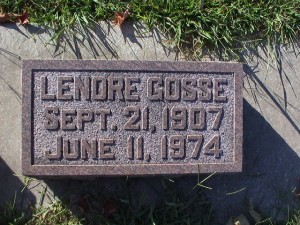 LENORE GOSSE
SEPT. 21, 1907
JUNE 11, 1974